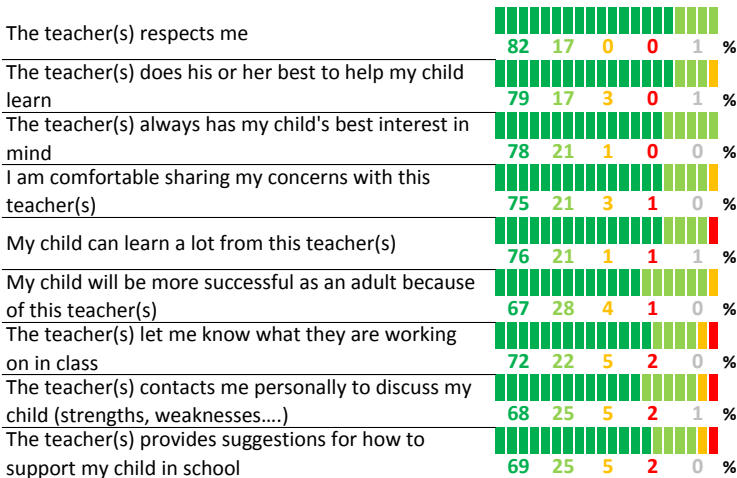 The teacher(s) respects me
82 17 0 0 1 %
The teacher(s) does his or her best to help my child
learn
79 17 3 0 1 %
The teacher(s) always has my child's best interest in
mind
78 21 1 0 0 %
I am comfortable sharing my concerns with this
teacher(s)
75 21 3 1 0 %
My child can learn a lot from this teacher(s)
76 21 1 1 1 %
My child will be more successful as an adult because
of this teacher(s)
67 28 4 1 0 %
The teacher(s) let me know what they are working
on in class
72 22 5 2 0 %
The teacher(s) contacts me personally to discuss my
child (strengths, weaknesses....)
68 25 5 2 1 %
The teacher(s) provides suggestions for how to
support my child in school
69 25 5 2 0 %